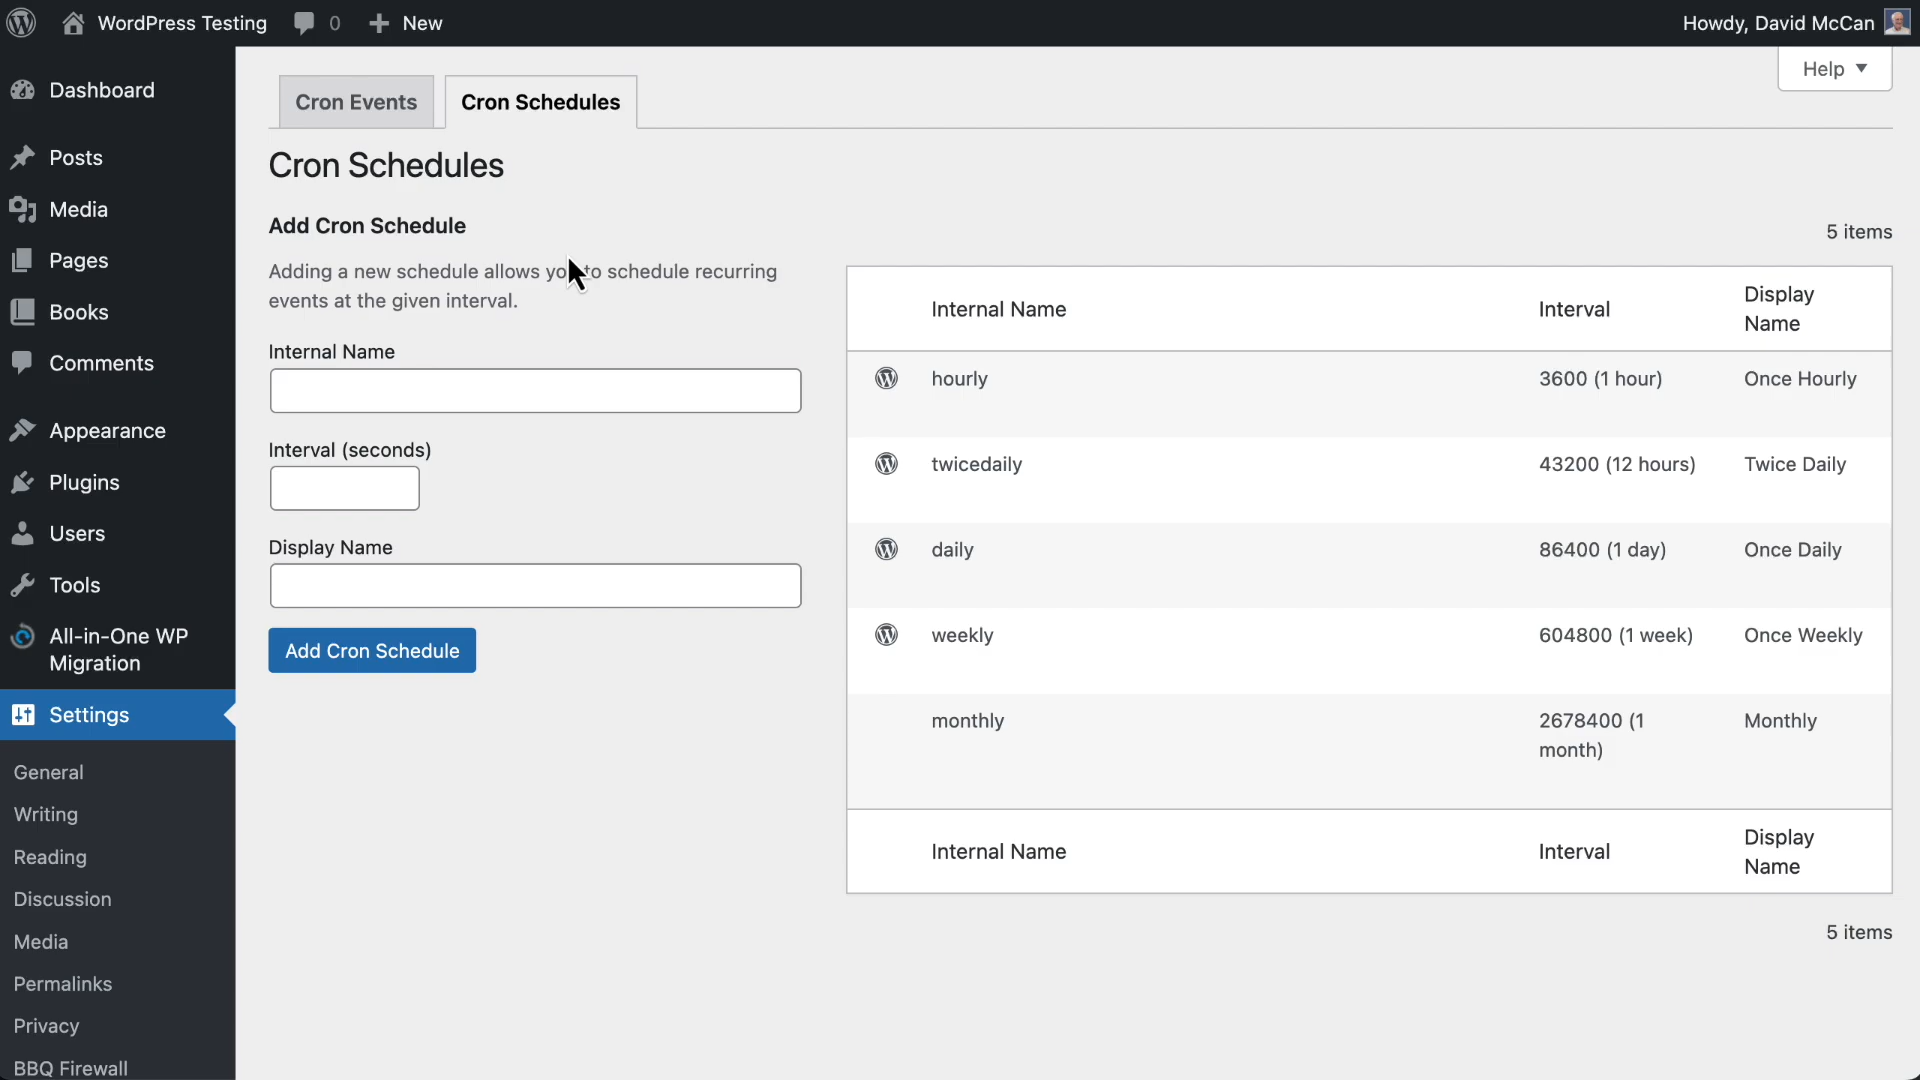 WordPress Testing
0
New
Howdy, David McCan
Help
Dashboard
Posts
Media
Pages
Books
Comments
Appearance
Plugins
Users
Tools
All-in-One WP
Migration
Settings
General
Writing
Reading
Discussion
Media
Permalinks
Privacy
BBQ Firewall
Cron Events
Cron Schedules
Cron Schedules
Add Cron Schedule
Adding a new schedule allows you to schedule recurring
events at the given interval.
Internal Name
Interval (seconds)
Display Name
Add Cron Schedule
5 items
Internal Name Interval Display
Name
hourly 3600 (1 hour) Once Hourly
twicedaily 43200 (12 hours) Twice Daily
daily 86400 (1 day) Once Daily
weekly 604800 (1 week) Once Weekly
monthly 2678400 (1 Monthly
month)
Internal Name Interval Display
Name
5 items